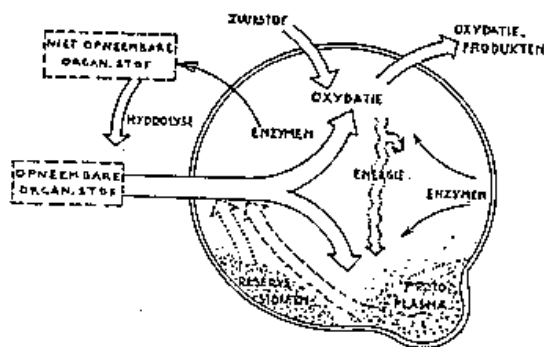 ZUURSTOF
OXYDATIE-
PRODUKTEN
NIET OPNEEMBARE
ORGAN. STOF
OXYDATIE
HYDROLYSE
ENZYMEN
OPNEEMBARE
ORGAN. STOF
ENERGIE
ENZYMEN
RESERVE
STOFFEN
PROTO
PLASMA